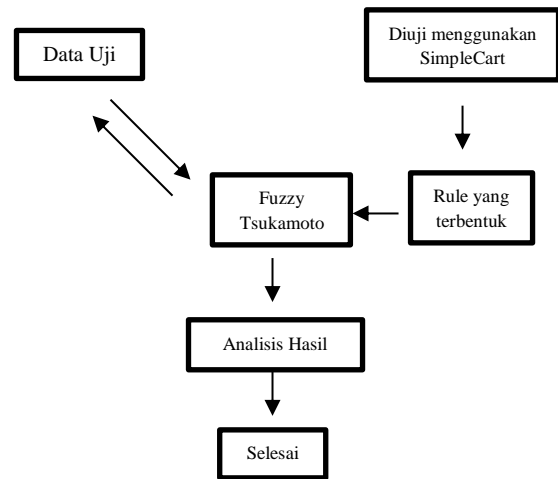 Data Uji
Diuji menggunakan
SimpleCart
Fuzzy
Tsukamoto
Rule yang
terbentuk
Analisis Hasil
Selesai